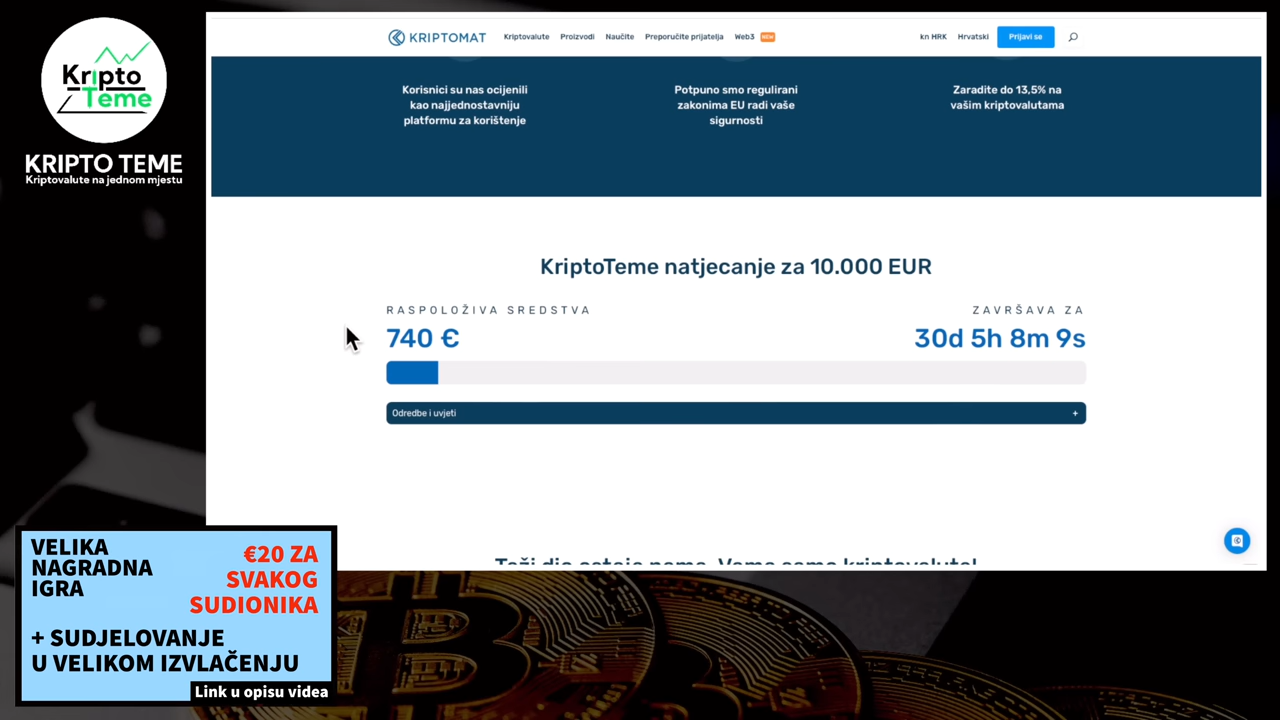 Kripto
Teme
KRIPTO TEME
Kriptovalute na jednom mjestu
KRIPTOMAT
Kriptovalute
Proizvodi
Naučite
Preporučite prijatelja
Web3
NEW
kn HRK
Hrvatski
Prijavi se
Korisnici su nas ocijenili
kao najjednostavniju
platformu za korištenje
Potpuno smo regulirani
zakonima EU radi vaše
sigurnosti
Zaradite do 13,5% na
vašim kriptovalutama
KriptoTeme natjecanje za 10.000 EUR
RASPOLOŽIVA SREDSTVA
740 €
ZAVRŠAVA ZA
30d 5h 8m 9s
Odredbe i uvjeti
+
VELIKA
NAGRADNA
IGRA
€20 ZA
SVAKOG
SUDIONIKA
+ SUDJELOVANJE
U VELIKOM IZVLAČENJU
Link u opisu videa